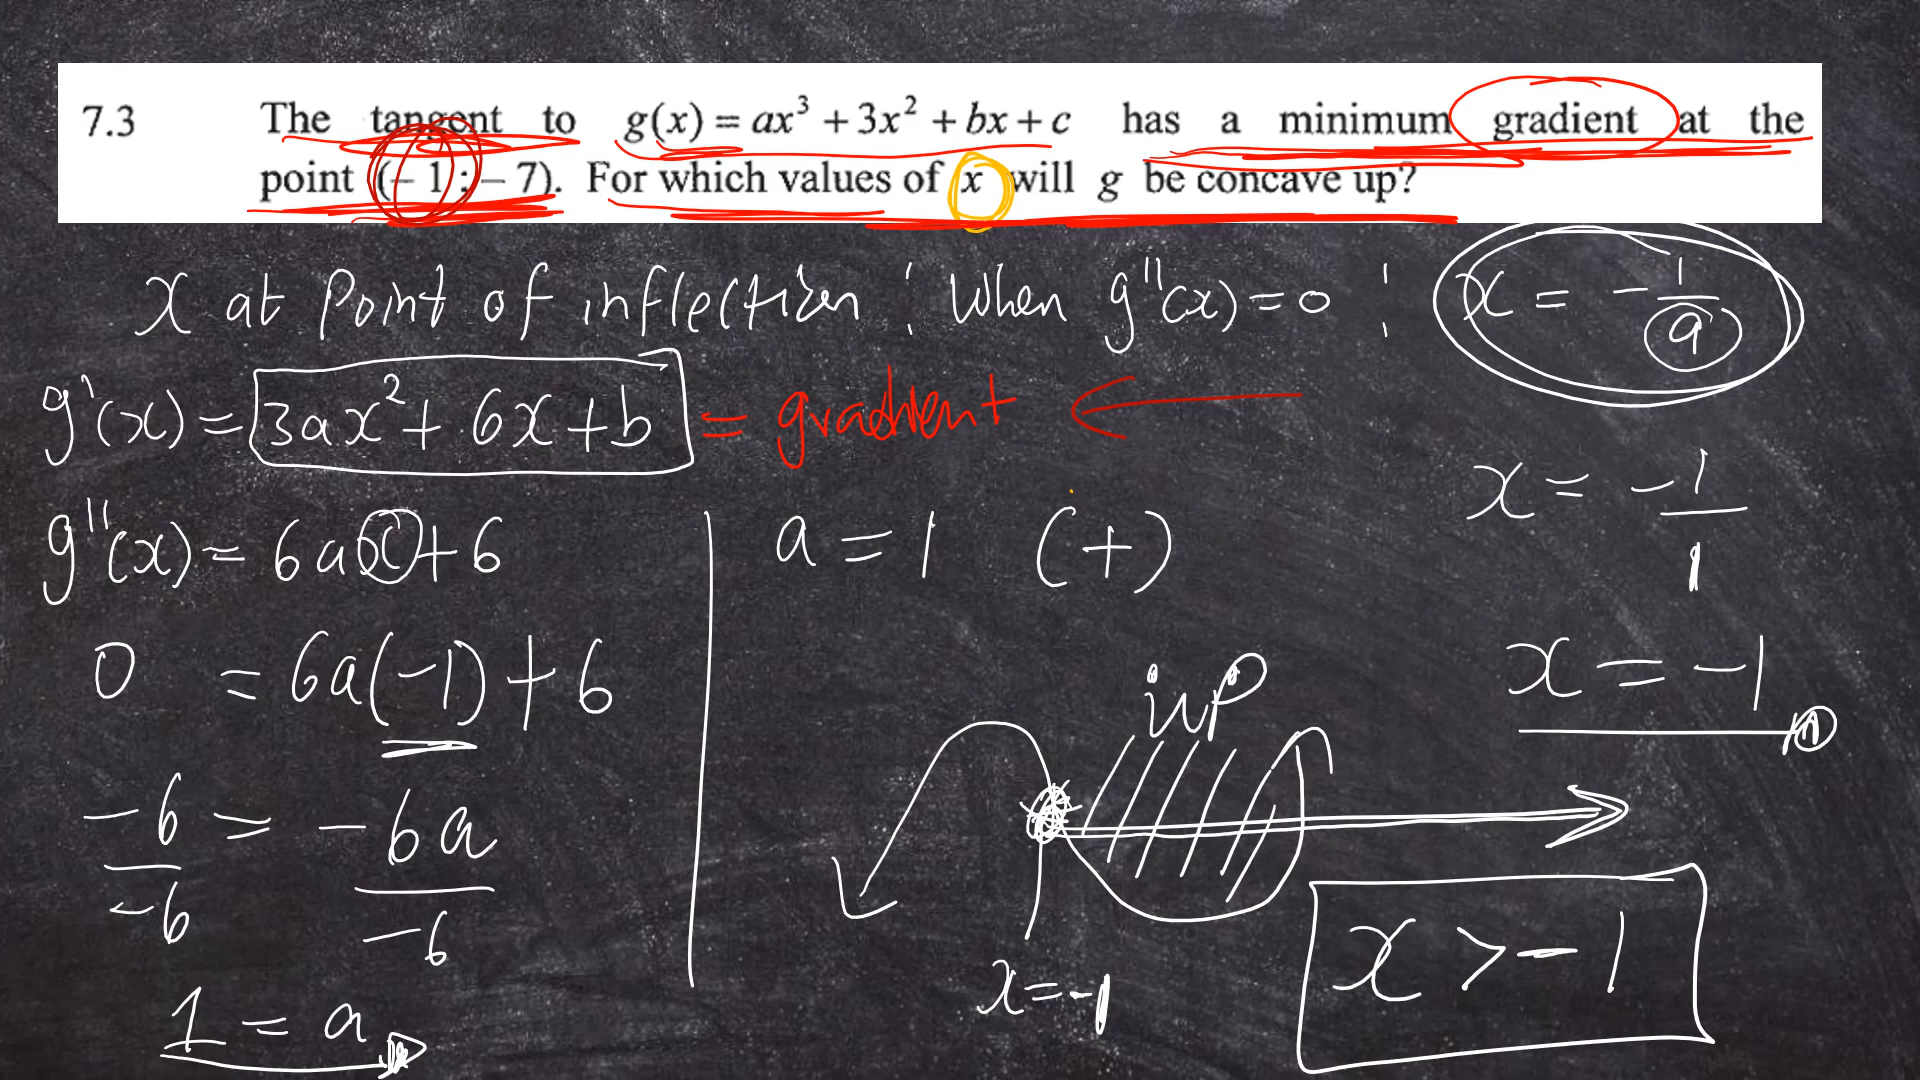 7.3 The tangent to g(x) = ax³ + 3x² + bx + c has a minimum gradient at the
point (– 1 ; – 7). For which values of x will g be concave up?
x at point of inflection : when g''(x) = 0 : x = -1/a
g'(x) = 3ax² + 6x + b = gradient
x = -1/1
g''(x) = 6ax + 6
a = 1 (+)
0 = 6a(-1) + 6
x = -1
up
-6/-6 = -6a/-6
x > -1
x = -1
1 = a